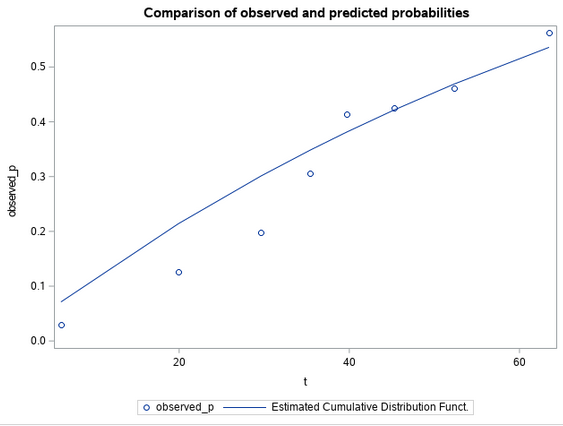 Comparison of observed and predicted probabilities
0.5
0.4
0.3
0.2
0.1
0.0
observed_p
20 40 60
t
observed_p Estimated Cumulative Distribution Funct.